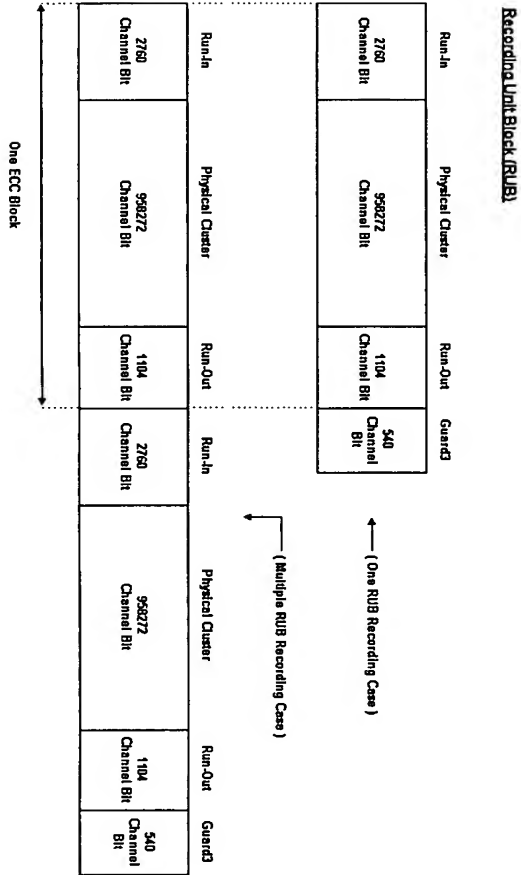 Recording Unit Block (RUB)
Run-In
Physical Cluster
Run-Out
Guard3
2760
Channel Bit
958272
Channel Bit
1104
Channel Bit
540
Channel
Bit
( One RUB Recording Case )
( Multiple RUB Recording Case )
Run-In
Physical Cluster
Run-Out
Run-In
Physical Cluster
Run-Out
Guard3
2760
Channel Bit
958272
Channel Bit
1104
Channel Bit
2760
Channel Bit
958272
Channel Bit
1104
Channel Bit
540
Channel
Bit
One ECC Block